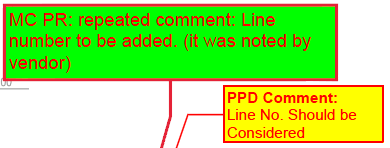 MC PR: repeated comment: Line
number to be added. (it was noted by
vendor)
00
PPD Comment:
Line No. Should be
Considered